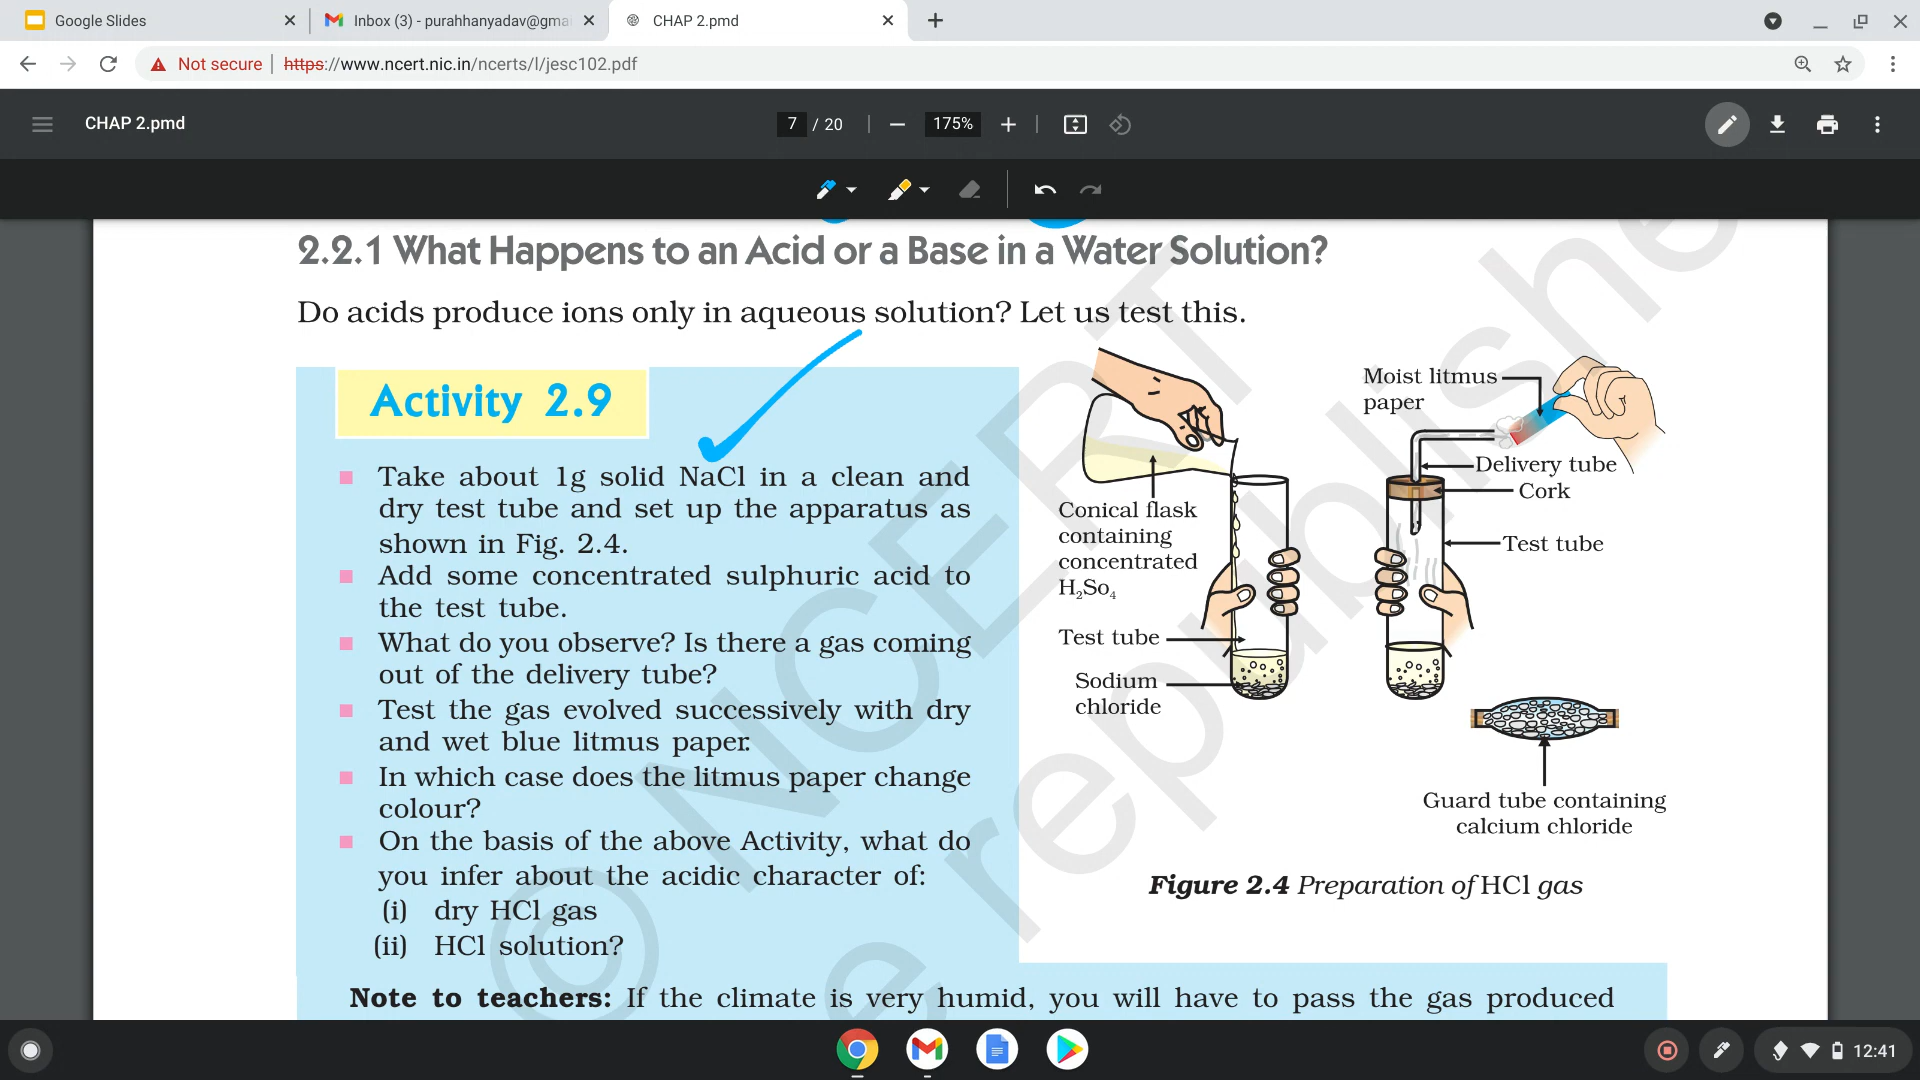 Google Slides
Inbox (3) - purahhanyadav@gma
CHAP 2.pmd
Not secure
https://www.ncert.nic.in/ncerts/l/jesc102.pdf
CHAP 2.pmd
7 / 20
175%
2.2.1 What Happens to an Acid or a Base in a Water Solution?
Do acids produce ions only in aqueous solution? Let us test this.
Activity 2.9
Take about 1g solid NaCl in a clean and
dry test tube and set up the apparatus as
shown in Fig. 2.4.
Add some concentrated sulphuric acid to
the test tube.
What do you observe? Is there a gas coming
out of the delivery tube?
Test the gas evolved successively with dry
and wet blue litmus paper.
In which case does the litmus paper change
colour?
On the basis of the above Activity, what do
you infer about the acidic character of:
(i) dry HCl gas
(ii) HCl solution?
Moist litmus
paper
Delivery tube
Cork
Test tube
Conical flask
containing
concentrated
H₂So₄
Test tube
Sodium
chloride
Guard tube containing
calcium chloride
Figure 2.4 Preparation of HCl gas
Note to teachers: If the climate is very humid, you will have to pass the gas produced
© NCERT
e republishe
12:41